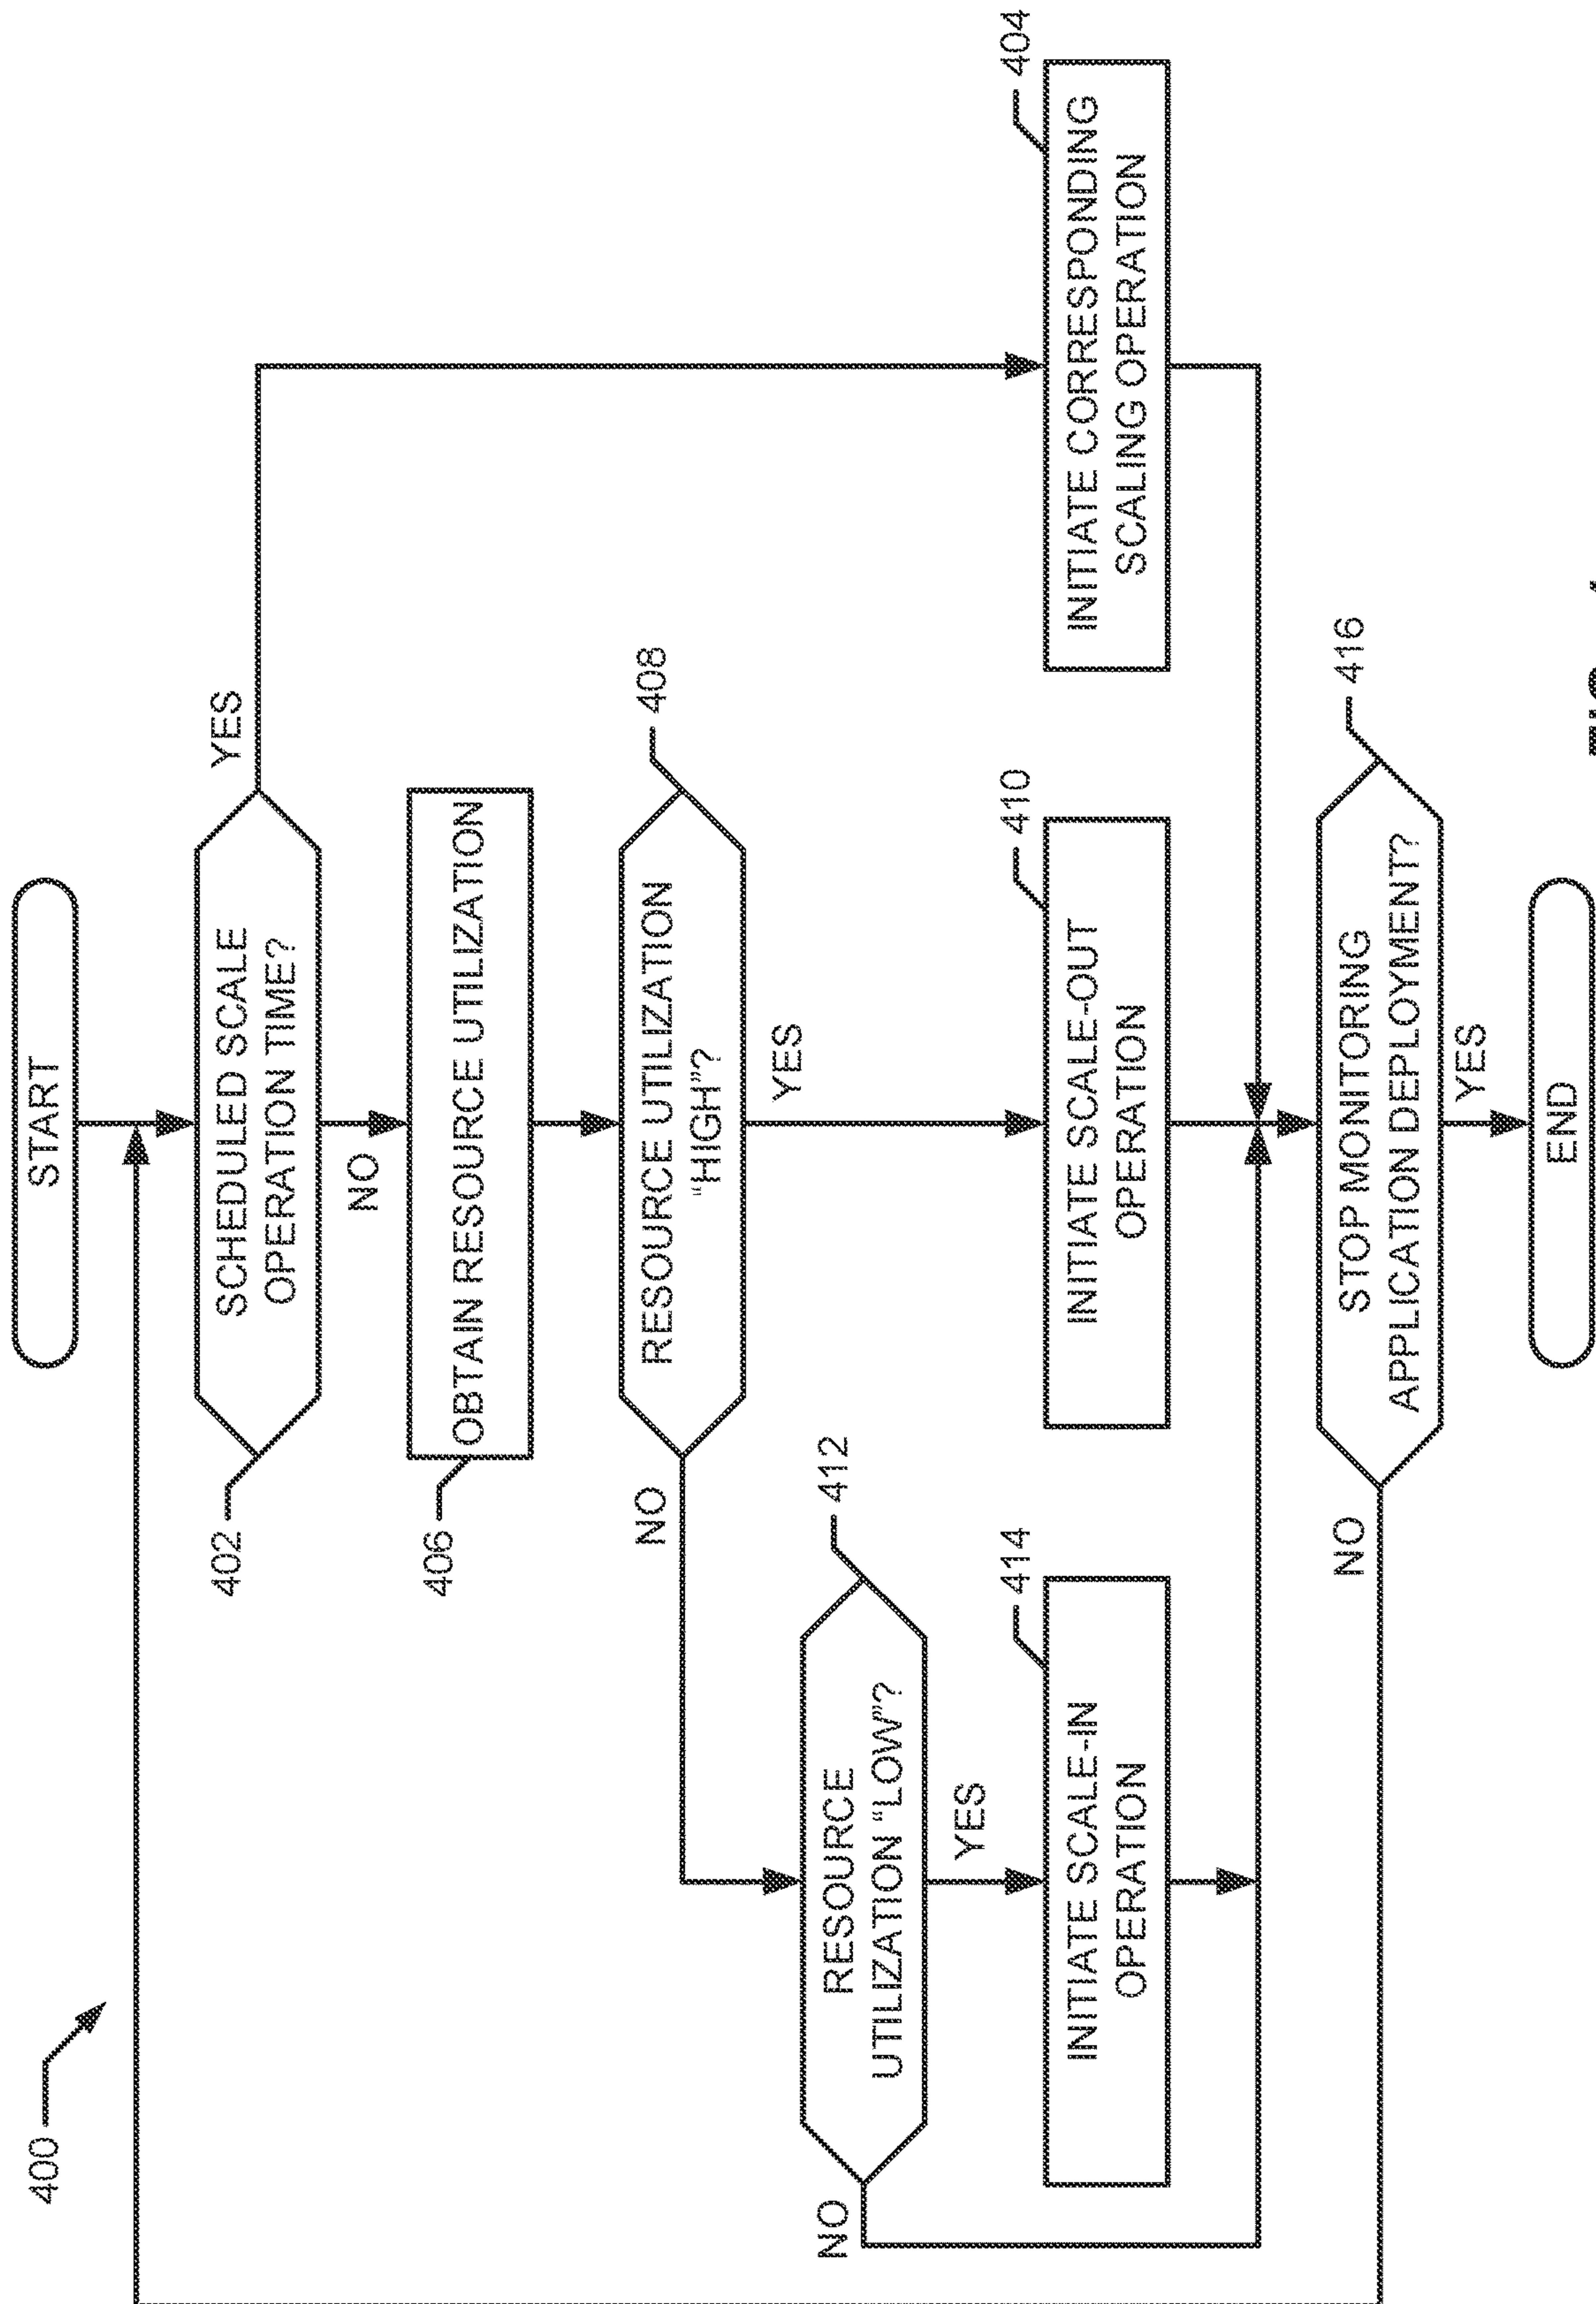 400
START
402
SCHEDULED SCALE
OPERATION TIME?
YES
NO
406
OBTAIN RESOURCE UTILIZATION
408
RESOURCE UTILIZATION
"HIGH"?
NO
YES
412
RESOURCE
UTILIZATION "LOW"?
NO
YES
414
INITIATE SCALE-IN
OPERATION
410
INITIATE SCALE-OUT
OPERATION
404
INITIATE CORRESPONDING
SCALING OPERATION
416
STOP MONITORING
APPLICATION DEPLOYMENT?
NO
YES
END